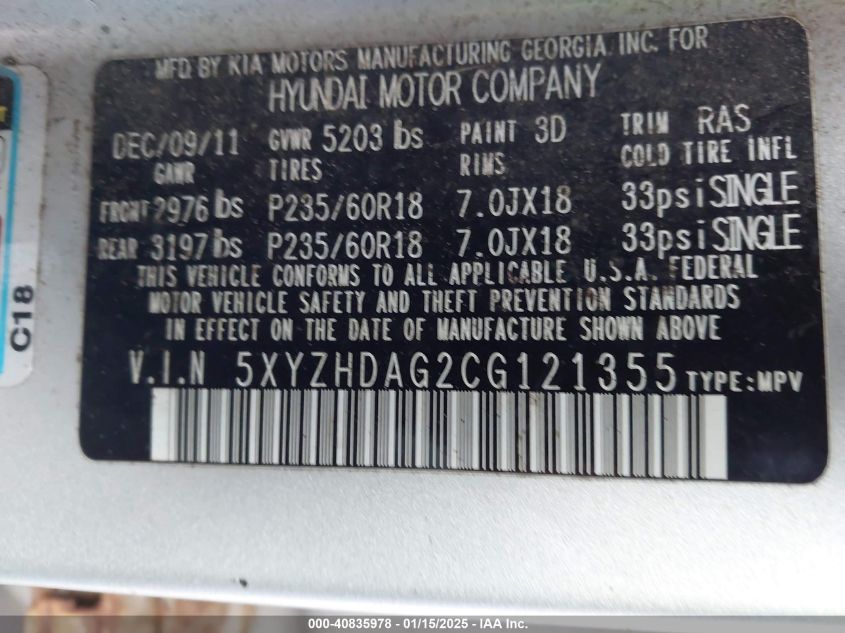 MFD. BY KIA MOTORS MANUFACTURING GEORGIA INC. FOR
HYUNDAI MOTOR COMPANY
DEC/09/11 GVWR 5203 lbs PAINT 3D TRIM RAS
GAWR TIRES RIMS COLD TIRE INFL
FRONT 2976 lbs P235/60R18 7.0JX18 33psi SINGLE
REAR 3197 lbs P235/60R18 7.0JX18 33psi SINGLE
THIS VEHICLE CONFORMS TO ALL APPLICABLE U.S.A. FEDERAL
MOTOR VEHICLE SAFETY AND THEFT PREVENTION STANDARDS
IN EFFECT ON THE DATE OF MANUFACTURE SHOWN ABOVE
V.I.N 5XYZHDAG2CG121355 TYPE:MPV
C18
000-40835978 - 01/15/2025 - IAA Inc.